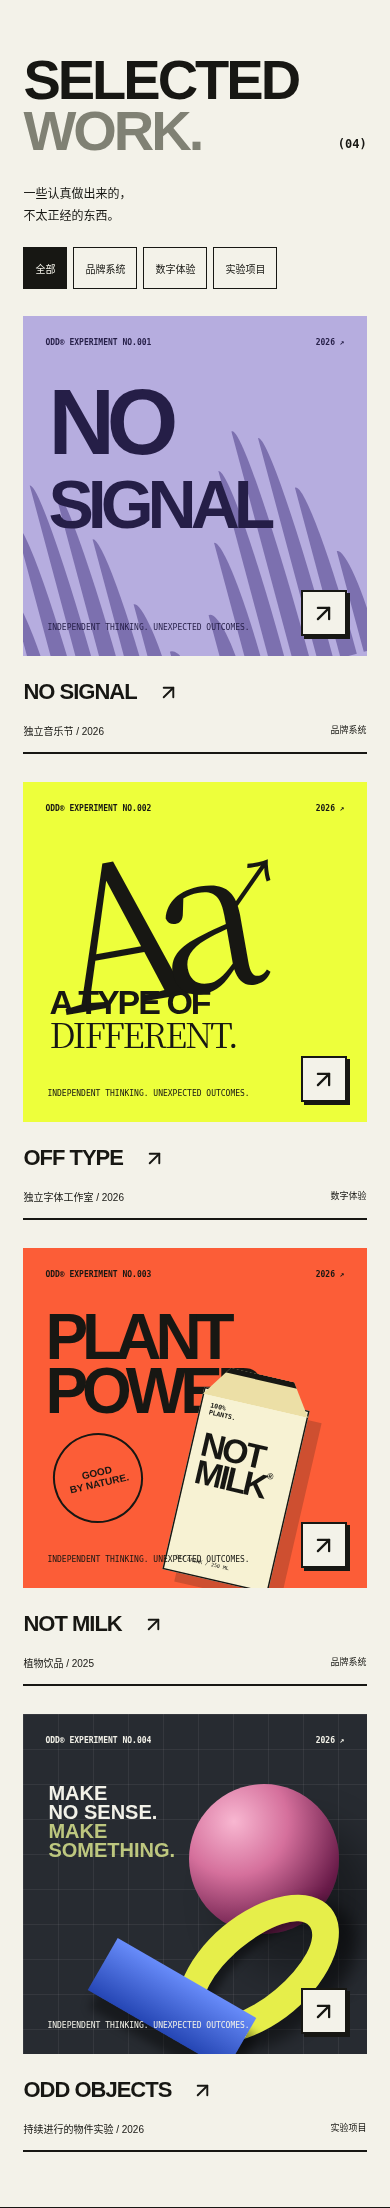 SELECTED
WORK.
(04)
一些认真做出来的，
不太正经的东西。
全部 品牌系统 数字体验 实验项目
ODD® EXPERIMENT NO.001 2026 ↗
NO
SIGNAL
INDEPENDENT THINKING. UNEXPECTED OUTCOMES.
NO SIGNAL ↗
独立音乐节 / 2026 品牌系统
ODD® EXPERIMENT NO.002 2026 ↗
Aa
A TYPE OF
DIFFERENT.
INDEPENDENT THINKING. UNEXPECTED OUTCOMES.
OFF TYPE ↗
独立字体工作室 / 2026 数字体验
ODD® EXPERIMENT NO.003 2026 ↗
PLANT
POWER
100%
PLANTS.
NOT
MILK®
GOOD
BY NATURE.
INDEPENDENT THINKING. UNEXPECTED OUTCOMES.
/ 250 ML
NOT MILK ↗
植物饮品 / 2025 品牌系统
ODD® EXPERIMENT NO.004 2026 ↗
MAKE
NO SENSE.
MAKE
SOMETHING.
INDEPENDENT THINKING. UNEXPECTED OUTCOMES.
ODD OBJECTS ↗
持续进行的物件实验 / 2026 实验项目